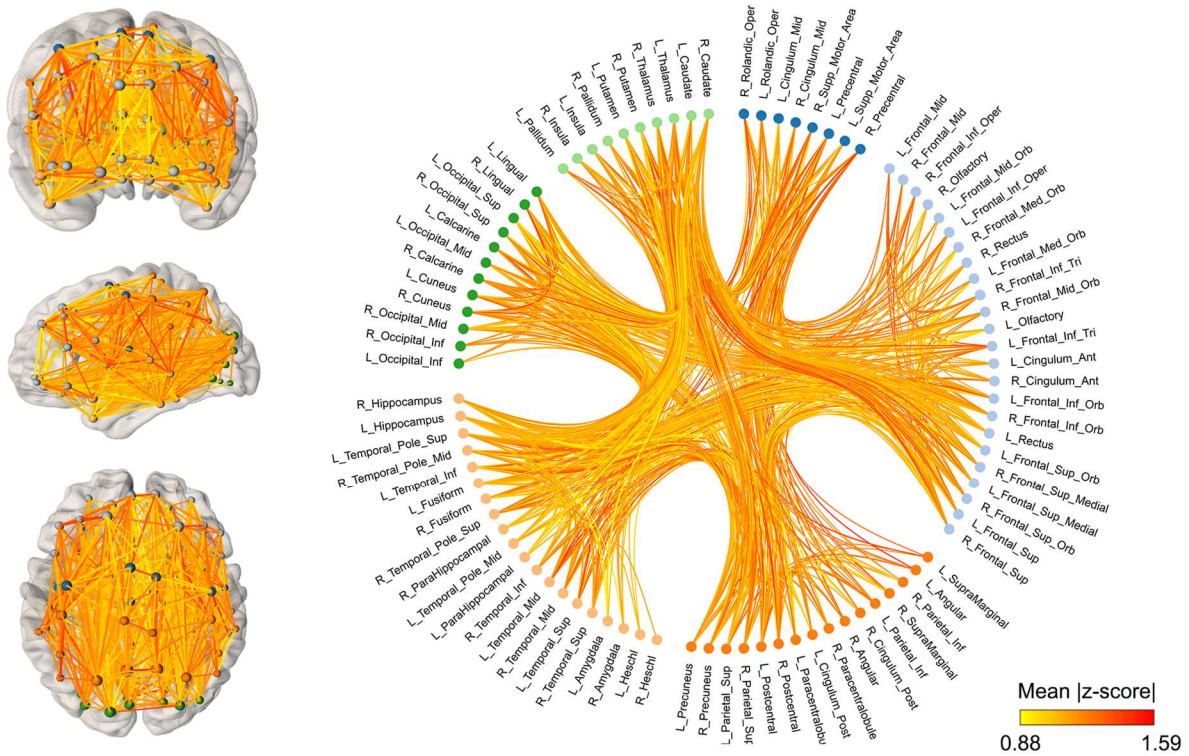 R_Rolandic_Oper
L_Rolandic_Oper
L_Cingulum_Mid
R_Cingulum_Mid
R_Supp_Motor_Area
L_Precentral
L_Supp_Motor_Area
R_Precentral
L_Frontal_Mid
R_Frontal_Mid
R_Frontal_Inf_Oper
R_Olfactory
L_Frontal_Mid_Orb
L_Frontal_Inf_Oper
R_Frontal_Med_Orb
R_Rectus
L_Frontal_Med_Orb
R_Frontal_Inf_Tri
R_Frontal_Mid_Orb
L_Olfactory
L_Frontal_Inf_Tri
L_Cingulum_Ant
R_Cingulum_Ant
L_Frontal_Inf_Orb
R_Frontal_Inf_Orb
L_Rectus
L_Frontal_Sup_Orb
R_Frontal_Sup_Medial
L_Frontal_Sup_Medial
R_Frontal_Sup_Orb
L_Frontal_Sup
R_Frontal_Sup
L_SupraMarginal
L_Angular
R_Parietal_Inf
R_SupraMarginal
L_Parietal_Inf
R_Cingulum_Post
R_Angular
R_Paracentralobule
L_Cingulum_Post
L_Paracentralobu
R_Postcentral
L_Postcentral
R_Parietal_Sup
L_Parietal_Sup
R_Precuneus
L_Precuneus
R_Heschl
L_Heschl
R_Amygdala
L_Amygdala
R_Temporal_Sup
L_Temporal_Sup
R_Temporal_Mid
L_Temporal_Mid
R_Temporal_Inf
L_ParaHippocampal
L_Temporal_Pole_Mid
R_ParaHippocampal
R_Temporal_Pole_Sup
R_Fusiform
L_Fusiform
L_Temporal_Inf
R_Temporal_Pole_Mid
L_Temporal_Pole_Sup
L_Hippocampus
R_Hippocampus
L_Occipital_Inf
R_Occipital_Inf
R_Occipital_Mid
R_Cuneus
L_Cuneus
R_Calcarine
L_Occipital_Mid
L_Calcarine
R_Occipital_Sup
L_Occipital_Sup
R_Lingual
L_Lingual
L_Pallidum
R_Insula
L_Insula
R_Pallidum
L_Putamen
R_Putamen
R_Thalamus
L_Thalamus
L_Caudate
R_Caudate
Mean |z-score|
0.88 1.59